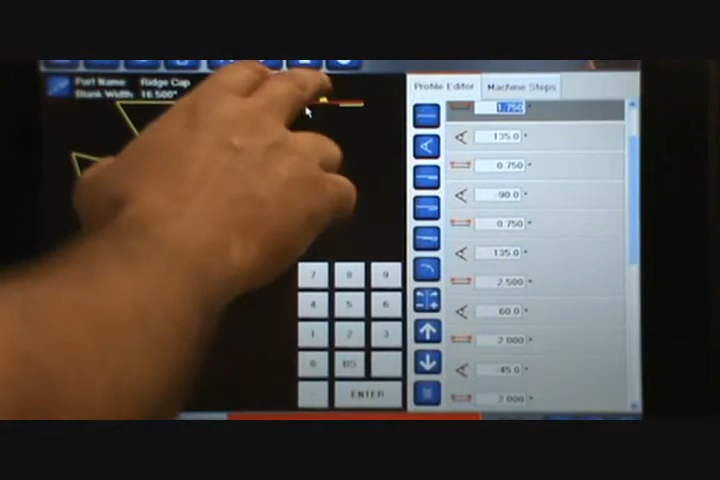 Part Name: Ridge Cap
Blank Width 16.500"
Profile Editor
Machine Steps
1.750 "
135.0 °
0.750 "
-90.0 °
0.750 "
135.0 °
2.500 "
60.0 °
2.000 "
-45.0 °
2.000 "
7 8 9
4 5 6
1 2 3
0 BS
ENTER